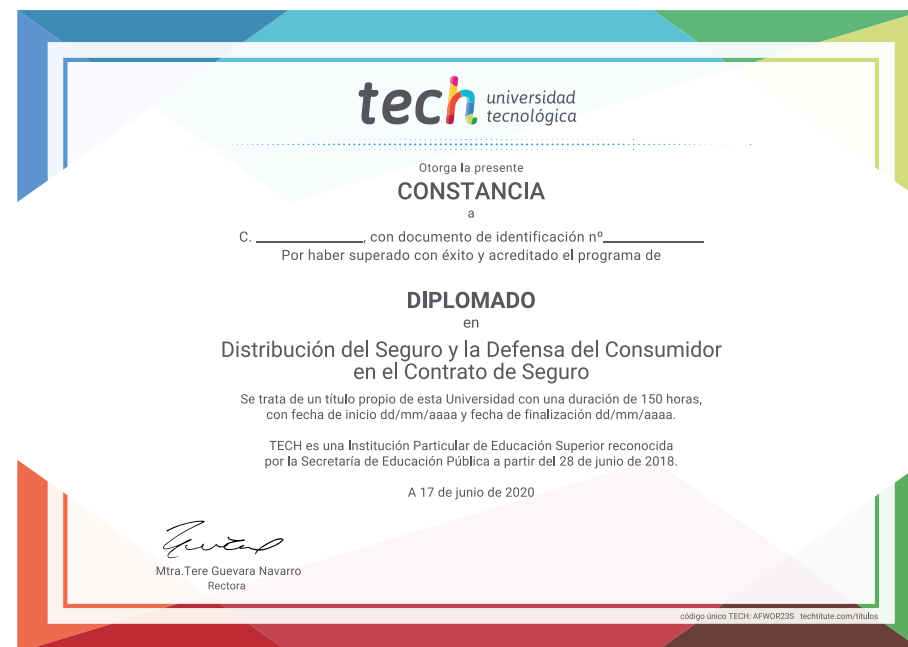 tech universidad
tecnológica
Otorga la presente
CONSTANCIA
a
C. ____________, con documento de identificación nº____________
Por haber superado con éxito y acreditado el programa de
DIPLOMADO
en
Distribución del Seguro y la Defensa del Consumidor
en el Contrato de Seguro
Se trata de un título propio de esta Universidad con una duración de 150 horas,
con fecha de inicio dd/mm/aaaa y fecha de finalización dd/mm/aaaa.
TECH es una Institución Particular de Educación Superior reconocida
por la Secretaría de Educación Pública a partir del 28 de junio de 2018.
A 17 de junio de 2020
Mtra.Tere Guevara Navarro
Rectora
código único TECH: AFWOR23S techtitute.com/titulos